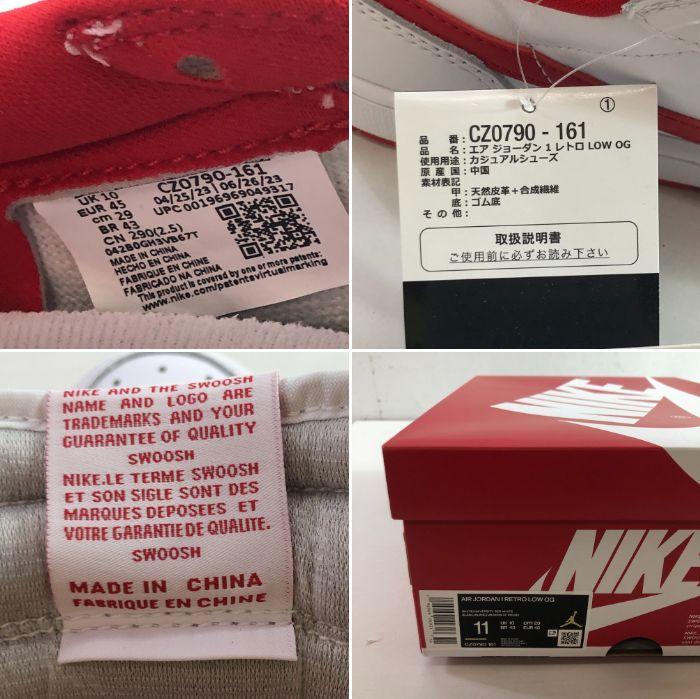 UK 10
EUR 45
cm 29
BR 43
CN 290(2.5)
042B0GH3VB67T
CZ0790-161
04/25/23 06/26/23
UPC 00196969049317
MADE IN CHINA
HECHO EN CHINA
FABRIQUE EN CHINE
FABRICADO NA CHINA
This product is covered by one or more patents:
www.nike.com/patentsvirtualmarking
①
品 番 : CZ0790 - 161
品 名 : エア ジョーダン 1 レトロ LOW OG
使用用途 : カジュアルシューズ
原 産 国 : 中国
素材表記
甲 : 天然皮革+合成繊維
底 : ゴム底
そ の 他 :
取扱説明書
ご使用前に必ずお読み下さい
NIKE AND THE SWOOSH
NAME AND LOGO ARE
TRADEMARKS AND YOUR
GUARANTEE OF QUALITY
SWOOSH
NIKE.LE TERME SWOOSH
ET SON SIGLE SONT DES
MARQUES DEPOSEES ET
VOTRE GARANTIE DE QUALITE.
SWOOSH
MADE IN CHINA
FABRIQUE EN CHINE
NIKE
NIKE
AIR JORDAN 1 RETRO LOW OG
11
UK 10 CM 29
BR 43 EUR 45
CZ0790 161